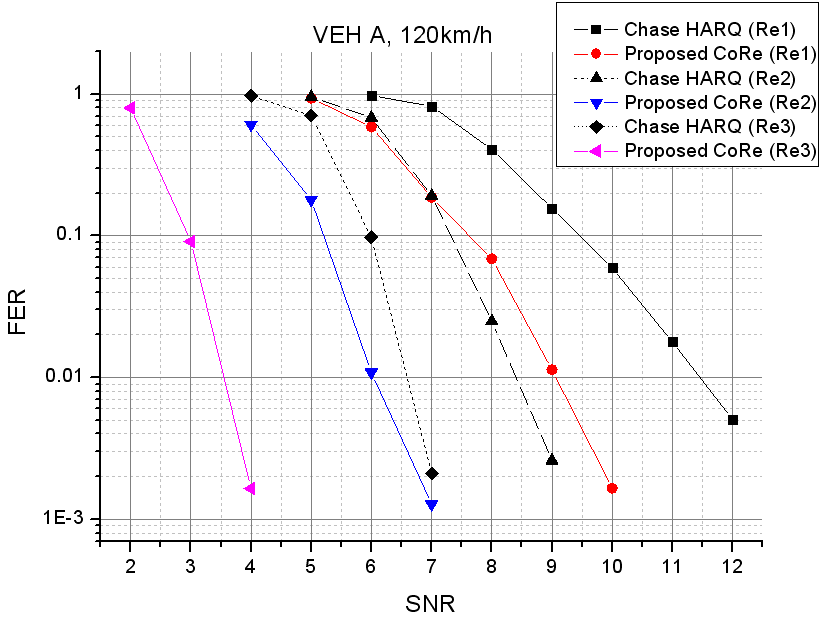 VEH A, 120km/h
Chase HARQ (Re1)
Proposed CoRe (Re1)
Chase HARQ (Re2)
Proposed CoRe (Re2)
Chase HARQ (Re3)
Proposed CoRe (Re3)
1
0.1
0.01
1E-3
FER
2 3 4 5 6 7 8 9 10 11 12
SNR